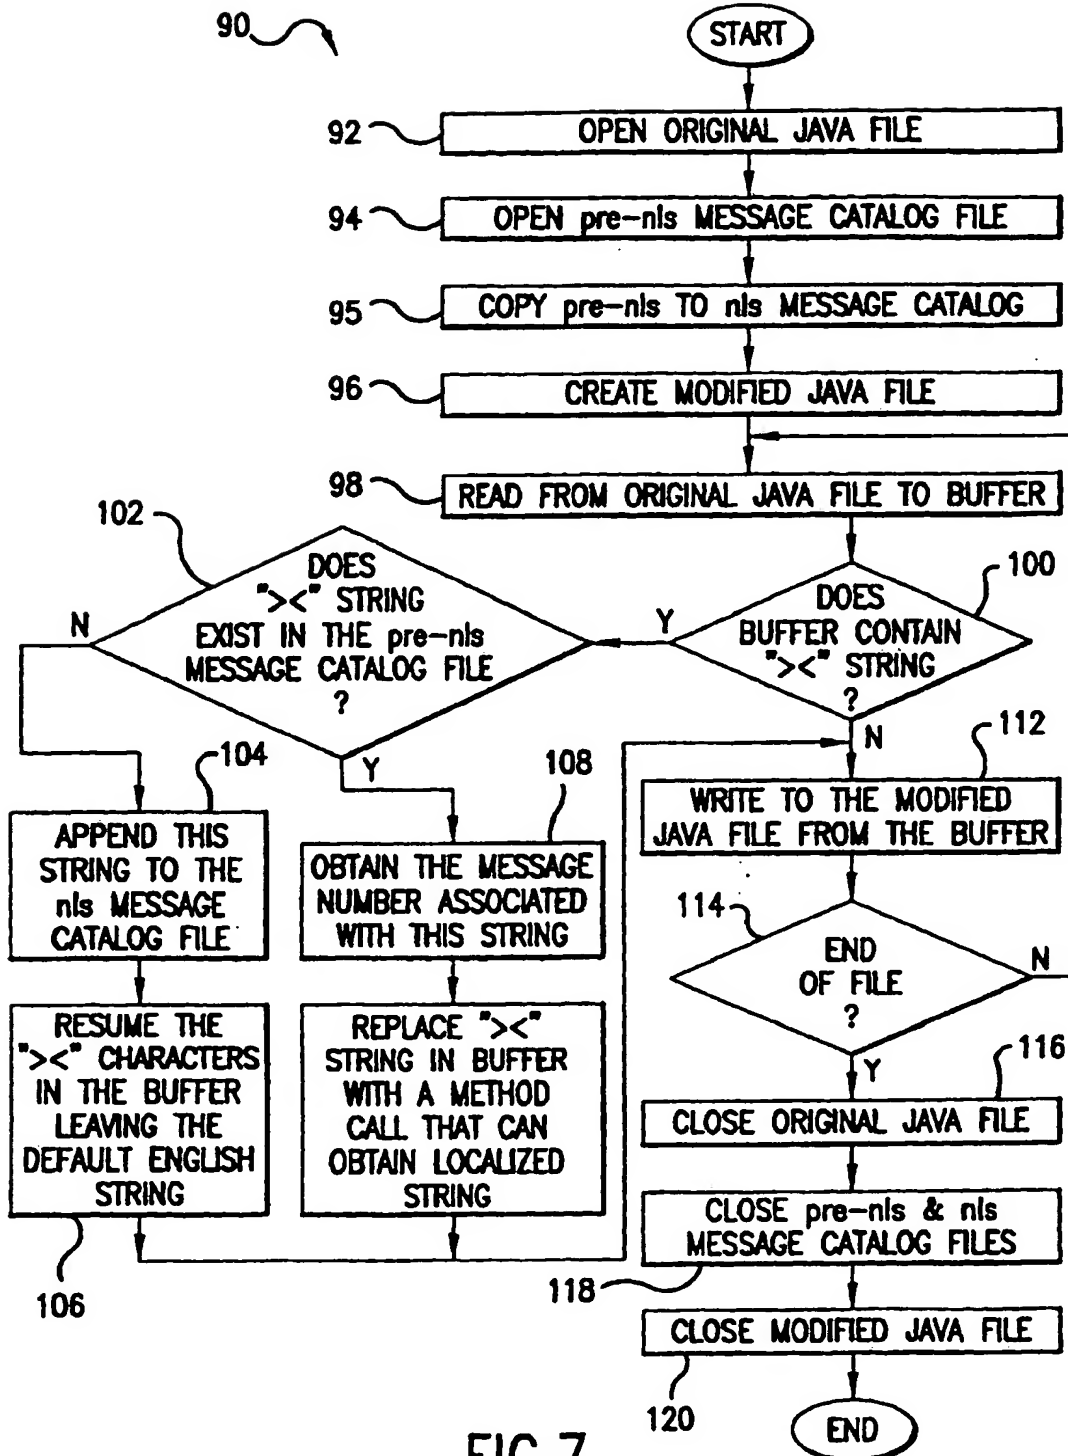 90
START
92
OPEN ORIGINAL JAVA FILE
94
OPEN pre-nls MESSAGE CATALOG FILE
95
COPY pre-nls TO nls MESSAGE CATALOG
96
CREATE MODIFIED JAVA FILE
98
READ FROM ORIGINAL JAVA FILE TO BUFFER
102
DOES
"><" STRING
EXIST IN THE pre-nls
MESSAGE CATALOG FILE
?
N
Y
100
DOES
BUFFER CONTAIN
"><" STRING
?
Y
N
104
APPEND THIS
STRING TO THE
nls MESSAGE
CATALOG FILE
108
OBTAIN THE MESSAGE
NUMBER ASSOCIATED
WITH THIS STRING
112
WRITE TO THE MODIFIED
JAVA FILE FROM THE BUFFER
114
END
OF FILE
?
N
Y
RESUME THE
"><" CHARACTERS
IN THE BUFFER
LEAVING THE
DEFAULT ENGLISH
STRING
106
REPLACE "><"
STRING IN BUFFER
WITH A METHOD
CALL THAT CAN
OBTAIN LOCALIZED
STRING
116
CLOSE ORIGINAL JAVA FILE
CLOSE pre-nls & nls
MESSAGE CATALOG FILES
118
CLOSE MODIFIED JAVA FILE
120
END
FIG.7